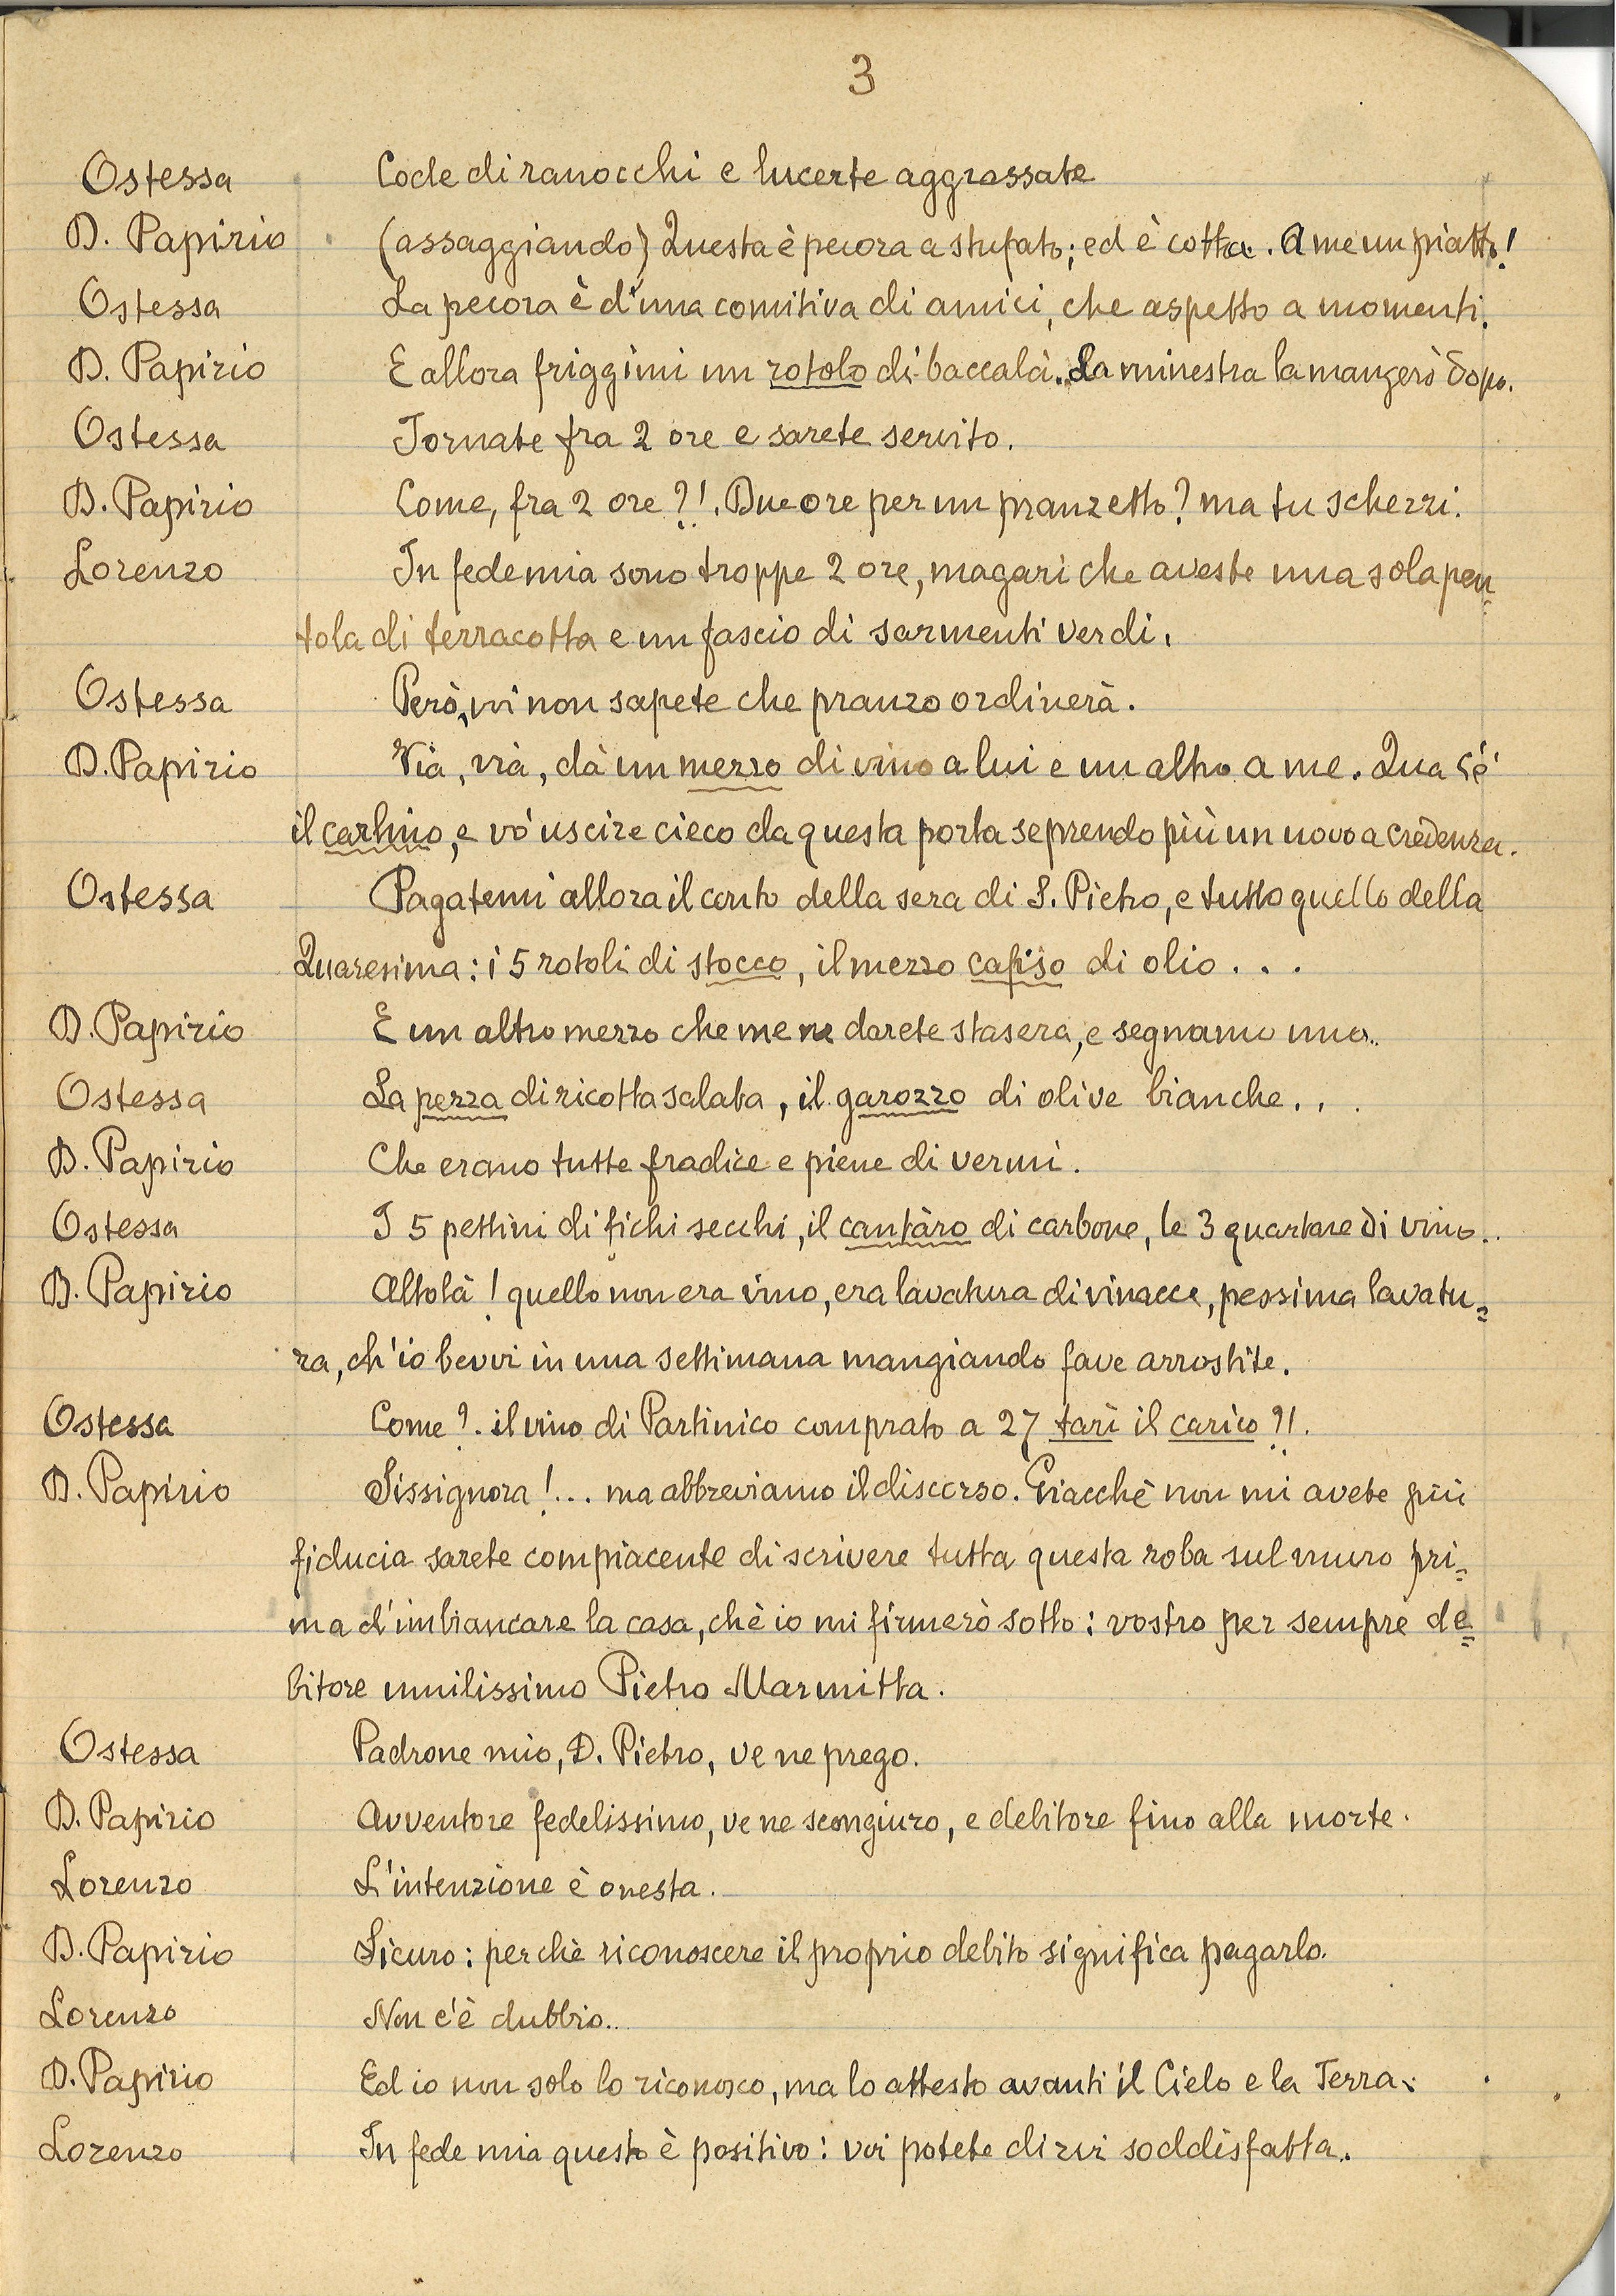 3
Ostessa Code di ranocchi e lucerte aggrassate
D. Papirio (assaggiando) Questa è pecora a stufato; ed è cotta. A me un piatto!
Ostessa La pecora è d'una comitiva di amici, che aspetto a momenti.
D. Papirio E allora friggimi un rotolo di baccalà. La minestra la mangerò dopo.
Ostessa Tornate fra 2 ore e sarete servito.
D. Papirio Come, fra 2 ore?!. Due ore per un pranzetto? ma tu scherzi.
Lorenzo In fede mia sono troppe 2 ore, magari che aveste una sola pen=
tola di terracotta e un fascio di sarmenti verdi.
Ostessa Però, voi non sapete che pranzo ordinerà.
D. Papirio Via, via, dà un mezzo di vino a lui e un altro a me. Qua c'è
il carlino, e vo' uscire cieco da questa porta se prendo più un uovo a credenza.
Ostessa Pagatemi allora il conto della sera di S. Pietro, e tutto quello della
Quaresima: i 5 rotoli di stocco, il mezzo cafiso di olio...
D. Papirio E un altro mezzo che me ne darete stasera, e segnamo uno..
Ostessa La pezza di ricotta salata, il garozzo di olive bianche...
D. Papirio Che erano tutte fradice e piene di vermi.
Ostessa I 5 pettini di fichi secchi, il cantàro di carbone, le 3 quartare di vino..
D. Papirio Altolà! quello non era vino, era lavatura di vinacce, pessima lavatu=
ra, ch'io bevvi in una settimana mangiando fave arrostite.
Ostessa Come?. il vino di Partinico comprato a 27 tarì il carico?!.
D. Papirio Sissignora!... ma abbreviamo il discorso. Giacchè non mi avete più
fiducia sarete compiacente di scrivere tutta questa roba sul muro pri=
ma d'imbiancare la casa, chè io mi firmerò sotto: vostro per sempre de=
bitore umilissimo Pietro Marmitta.
Ostessa Padrone mio, D. Pietro, ve ne prego.
D. Papirio Avventore fedelissimo, ve ne scongiuro, e debitore fino alla morte.
Lorenzo L'intenzione è onesta.
D. Papirio Sicuro: perchè riconoscere il proprio debito significa pagarlo.
Lorenzo Non c'è dubbio..
D. Papirio Ed io non solo lo riconosco, ma lo attesto avanti il Cielo e la Terra.
Lorenzo In fede mia questo è positivo: voi potete dirvi soddisfatta.